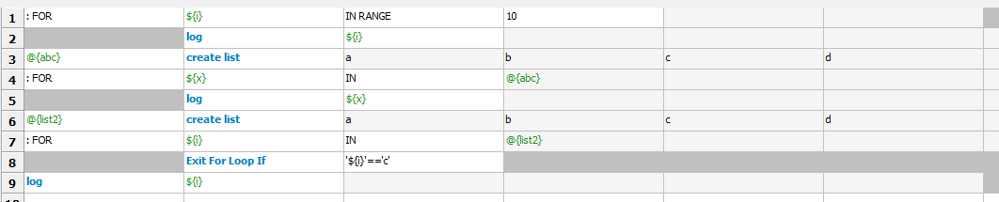 1 : FOR ${i} IN RANGE 10
2 log ${i}
3 @{abc} create list a b c d
4 : FOR ${x} IN @{abc}
5 log ${x}
6 @{list2} create list a b c d
7 : FOR ${i} IN @{list2}
8 Exit For Loop If '${i}'=='c'
9 log ${i}